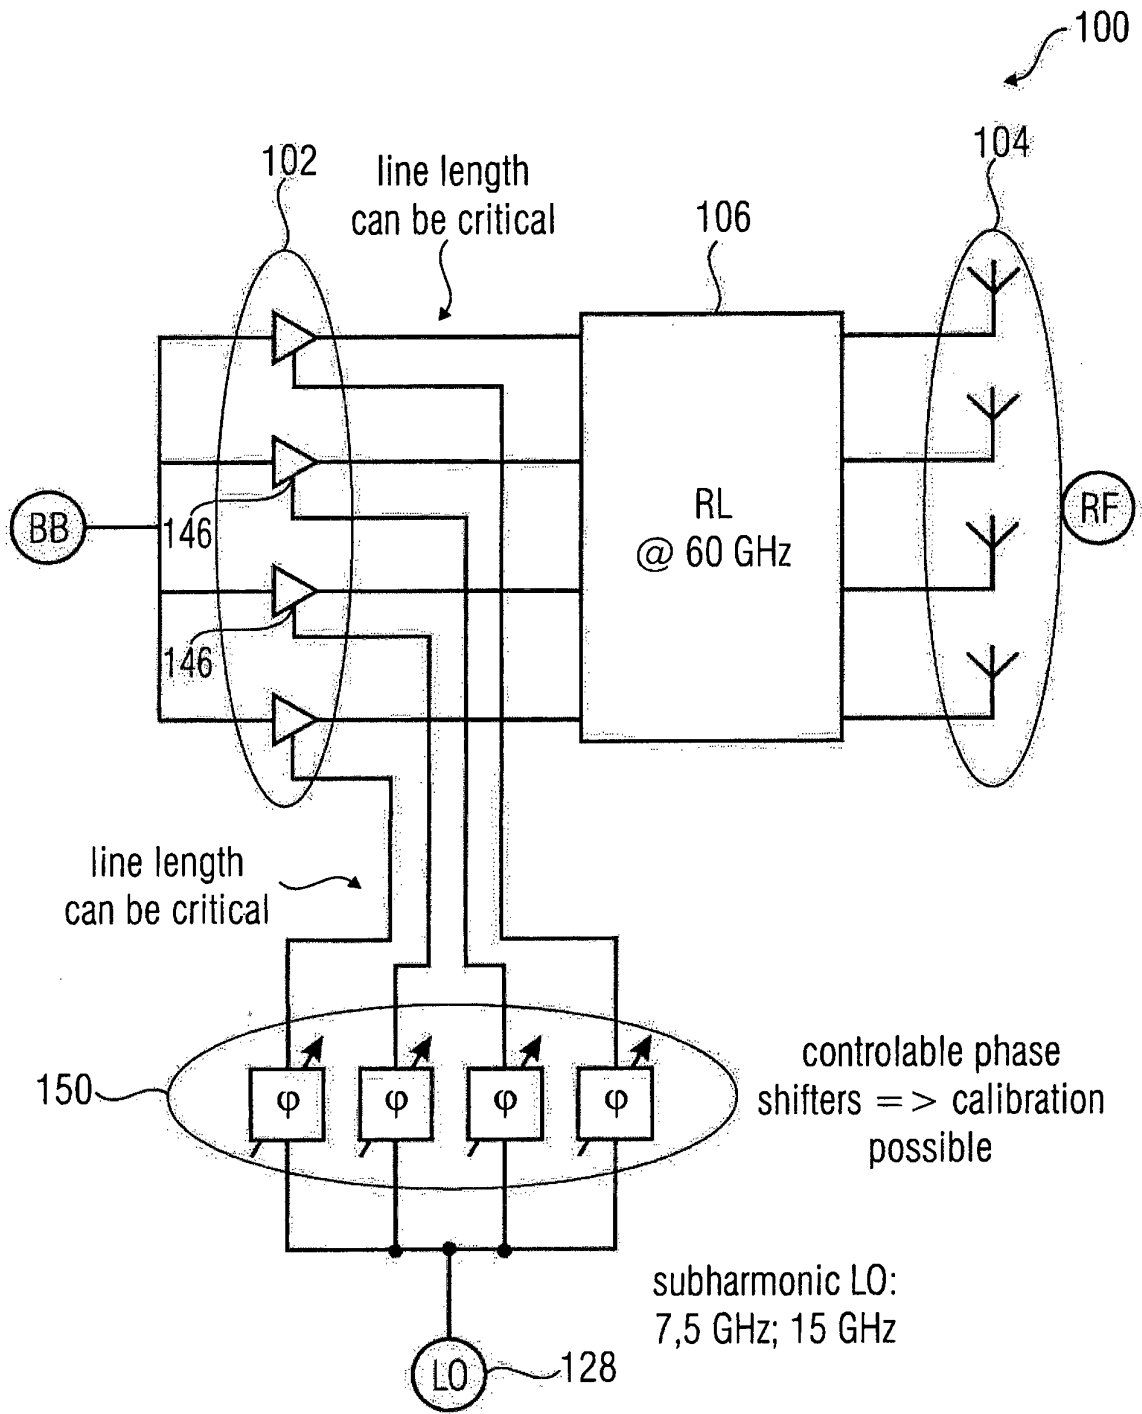 100
102
line length
can be critical
104
106
BB
146
RL
@ 60 GHz
RF
146
line length
can be critical
150
φ φ φ φ
controlable phase
shifters = > calibration
possible
subharmonic LO:
7,5 GHz; 15 GHz
LO
128